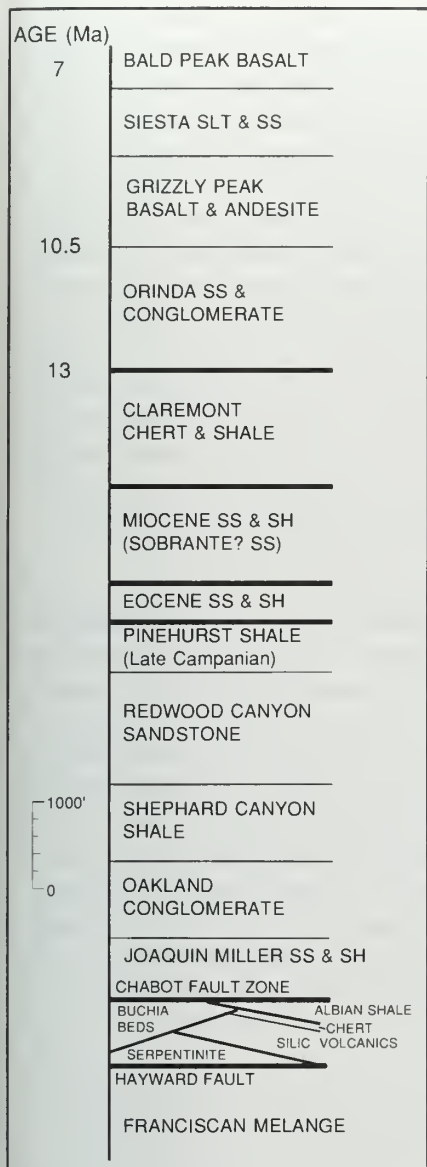 AGE (Ma)
7
BALD PEAK BASALT
SIESTA SLT & SS
GRIZZLY PEAK
BASALT & ANDESITE
10.5
ORINDA SS &
CONGLOMERATE
13
CLAREMONT
CHERT & SHALE
MIOCENE SS & SH
(SOBRANTE? SS)
EOCENE SS & SH
PINEHURST SHALE
(Late Campanian)
REDWOOD CANYON
SANDSTONE
1000'
SHEPHARD CANYON
SHALE
0
OAKLAND
CONGLOMERATE
JOAQUIN MILLER SS & SH
CHABOT FAULT ZONE
BUCHIA
BEDS
ALBIAN SHALE
CHERT
SILIC VOLCANICS
SERPENTINITE
HAYWARD FAULT
FRANCISCAN MELANGE